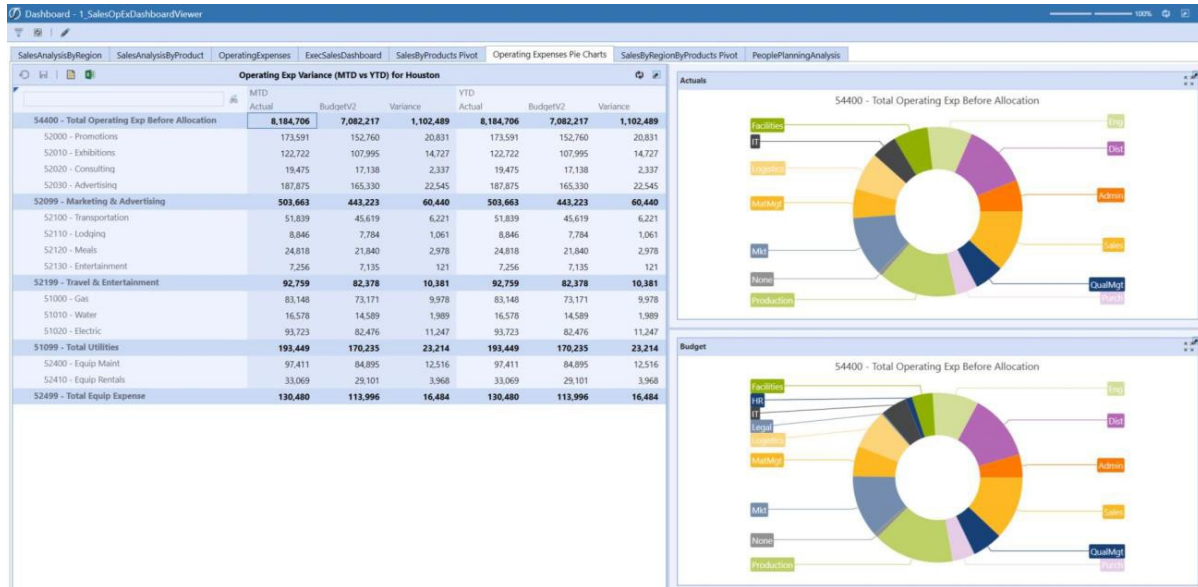 Dashboard - 1_SalesOpExDashboardViewer
100%
SalesAnalysisByRegion SalesAnalysisByProduct OperatingExpenses ExecSalesDashboard SalesByProducts Pivot Operating Expenses Pie Charts SalesByRegionByProducts Pivot PeoplePlanningAnalysis
Operating Exp Variance (MTD vs YTD) for Houston
MTD YTD
Actual BudgetV2 Variance Actual BudgetV2 Variance
54400 - Total Operating Exp Before Allocation 8,184,706 7,082,217 1,102,489 8,184,706 7,082,217 1,102,489
52000 - Promotions 173,591 152,760 20,831 173,591 152,760 20,831
52010 - Exhibitions 122,722 107,995 14,727 122,722 107,995 14,727
52020 - Consulting 19,475 17,138 2,337 19,475 17,138 2,337
52030 - Advertising 187,875 165,330 22,545 187,875 165,330 22,545
52099 - Marketing & Advertising 503,663 443,223 60,440 503,663 443,223 60,440
52100 - Transportation 51,839 45,619 6,221 51,839 45,619 6,221
52110 - Lodging 8,846 7,784 1,061 8,846 7,784 1,061
52120 - Meals 24,818 21,840 2,978 24,818 21,840 2,978
52130 - Entertainment 7,256 7,135 121 7,256 7,135 121
52199 - Travel & Entertainment 92,759 82,378 10,381 92,759 82,378 10,381
51000 - Gas 83,148 73,171 9,978 83,148 73,171 9,978
51010 - Water 16,578 14,589 1,989 16,578 14,589 1,989
51020 - Electric 93,723 82,476 11,247 93,723 82,476 11,247
51099 - Total Utilities 193,449 170,235 23,214 193,449 170,235 23,214
52400 - Equip Maint 97,411 84,895 12,516 97,411 84,895 12,516
52410 - Equip Rentals 33,069 29,101 3,968 33,069 29,101 3,968
52499 - Total Equip Expense 130,480 113,996 16,484 130,480 113,996 16,484
Actuals
54400 - Total Operating Exp Before Allocation
Facilities
IT
Logistics
MatMgt
Mkt
None
Production
Eng
Dist
Admin
Sales
QualMgt
Purch
Budget
54400 - Total Operating Exp Before Allocation
Facilities
HR
IT
Legal
Logistics
MatMgt
Mkt
None
Production
Eng
Dist
Admin
Sales
QualMgt
Purch